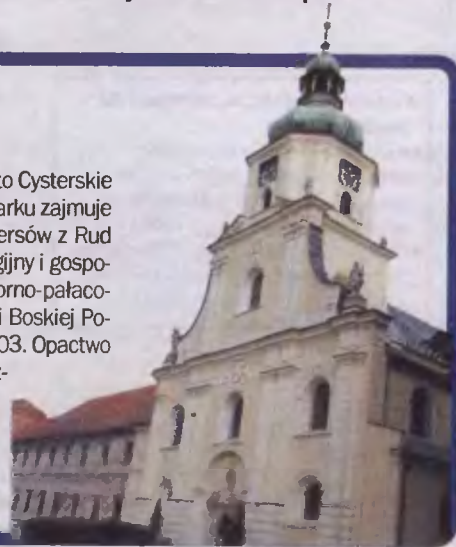 to Cysterskie
arku zajmuje
ersów z Rud
gijny i gospo-
orno-pałaco-
i Boskiej Po-
03. Opactwo